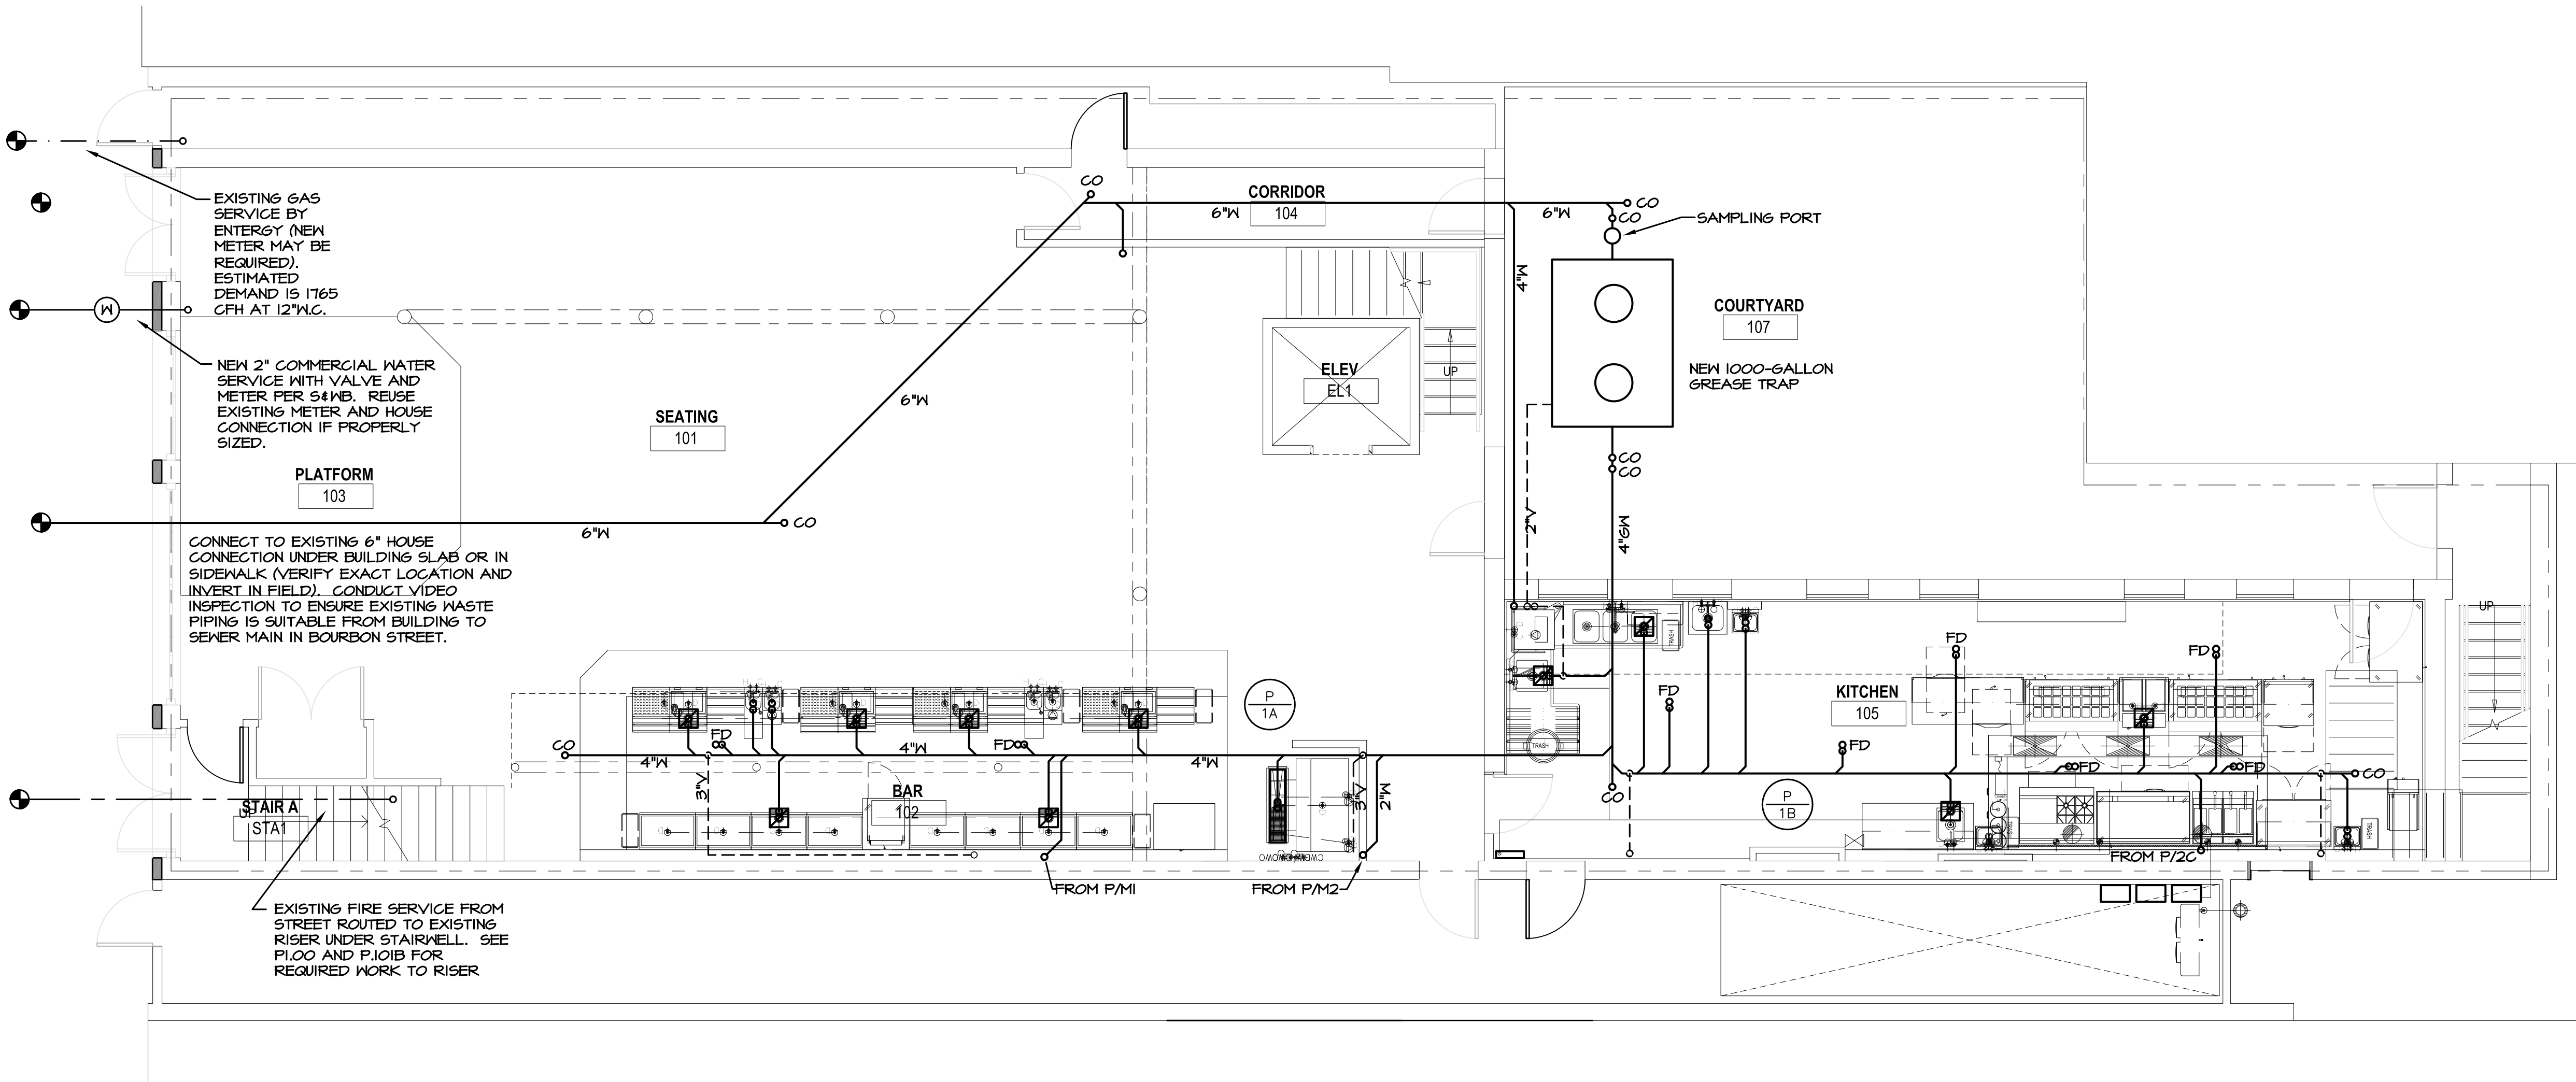 CO
CORRIDOR
104
6"W
6"W
CO
CO
SAMPLING PORT
EXISTING GAS
SERVICE BY
ENTERGY (NEW
METER MAY BE
REQUIRED).
ESTIMATED
DEMAND IS 1765
CFH AT 12"W.C.
M
4"W
COURTYARD
107
NEW 1000-GALLON
GREASE TRAP
NEW 2" COMMERCIAL WATER
SERVICE WITH VALVE AND
METER PER S&WB. REUSE
EXISTING METER AND HOUSE
CONNECTION IF PROPERLY
SIZED.
ELEV
EL1
UP
6"W
SEATING
101
PLATFORM
103
CO
CO
2"V
4"GW
CO
6"W
CONNECT TO EXISTING 6" HOUSE
CONNECTION UNDER BUILDING SLAB OR IN
SIDEWALK (VERIFY EXACT LOCATION AND
INVERT IN FIELD). CONDUCT VIDEO
INSPECTION TO ENSURE EXISTING WASTE
PIPING IS SUITABLE FROM BUILDING TO
SEWER MAIN IN BOURBON STREET.
UP
TRASH
FD
FD
FD
KITCHEN
105
P
1A
CO
FD
4"W
FD
4"W
4"W
TRASH
FD
FD
FD
CO
3"V
BAR
102
3"V
2"W
CO
P
1B
STAIR A
UP
STA1
TRASH
TRASH
FROM P/2C
FROM P/M1
FROM P/M2
EXISTING FIRE SERVICE FROM
STREET ROUTED TO EXISTING
RISER UNDER STAIRWELL. SEE
P1.00 AND P.101B FOR
REQUIRED WORK TO RISER